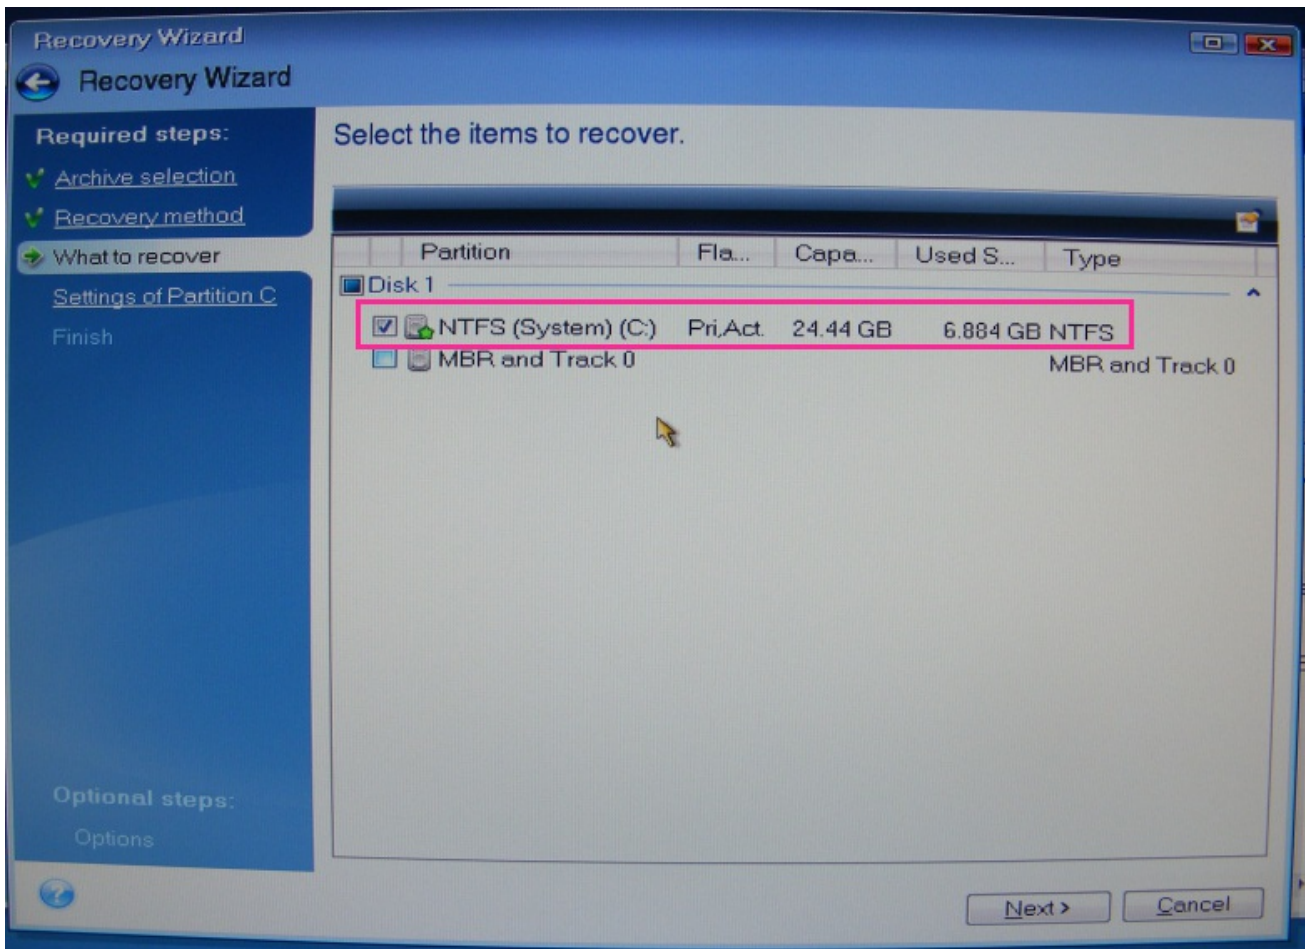 Recovery Wizard
Recovery Wizard
Required steps:
Archive selection
Recovery method
What to recover
Settings of Partition C
Finish
Optional steps:
Options
Select the items to recover.
Partition Fla... Capa... Used S... Type
Disk 1
NTFS (System) (C:) Pri,Act. 24.44 GB 6.884 GB NTFS
MBR and Track 0 MBR and Track 0
Next >
Cancel